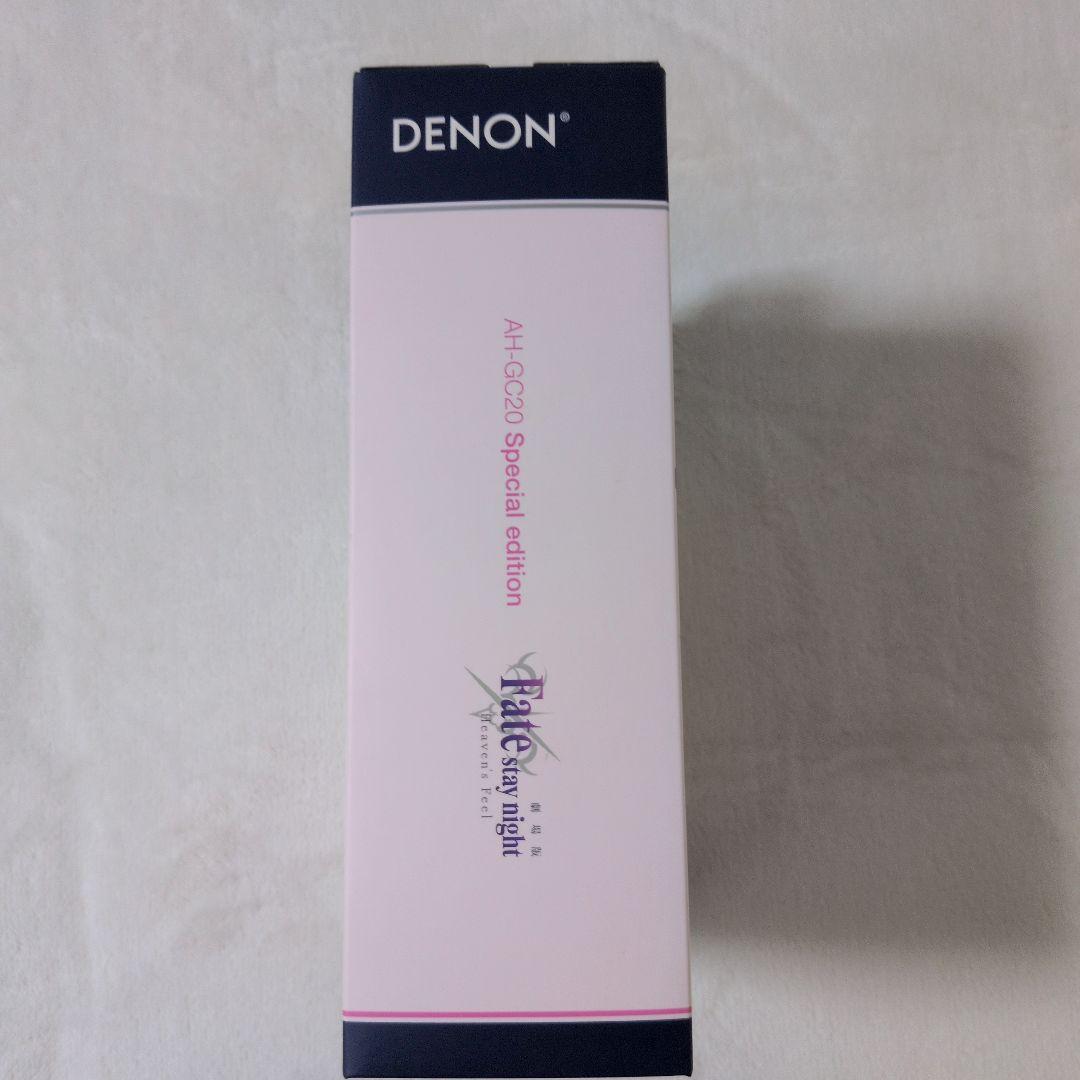 DENON®
AH-GC20 Special edition
劇場版
Fate
stay night
Heaven's Feel